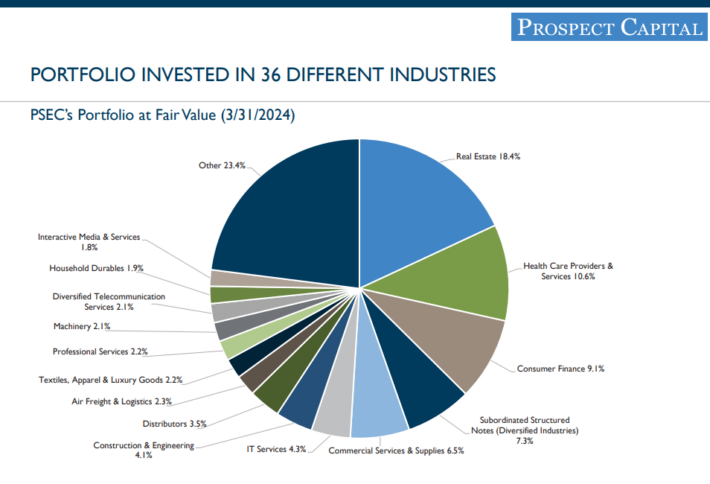 PROSPECT CAPITAL
PORTFOLIO INVESTED IN 36 DIFFERENT INDUSTRIES
PSEC's Portfolio at Fair Value (3/31/2024)
Real Estate 18.4%
Health Care Providers &
Services 10.6%
Consumer Finance 9.1%
Subordinated Structured
Notes (Diversified Industries)
7.3%
Commercial Services & Supplies 6.5%
IT Services 4.3%
Construction & Engineering
4.1%
Distributors 3.5%
Air Freight & Logistics 2.3%
Textiles, Apparel & Luxury Goods 2.2%
Professional Services 2.2%
Machinery 2.1%
Diversified Telecommunication
Services 2.1%
Household Durables 1.9%
Interactive Media & Services
1.8%
Other 23.4%